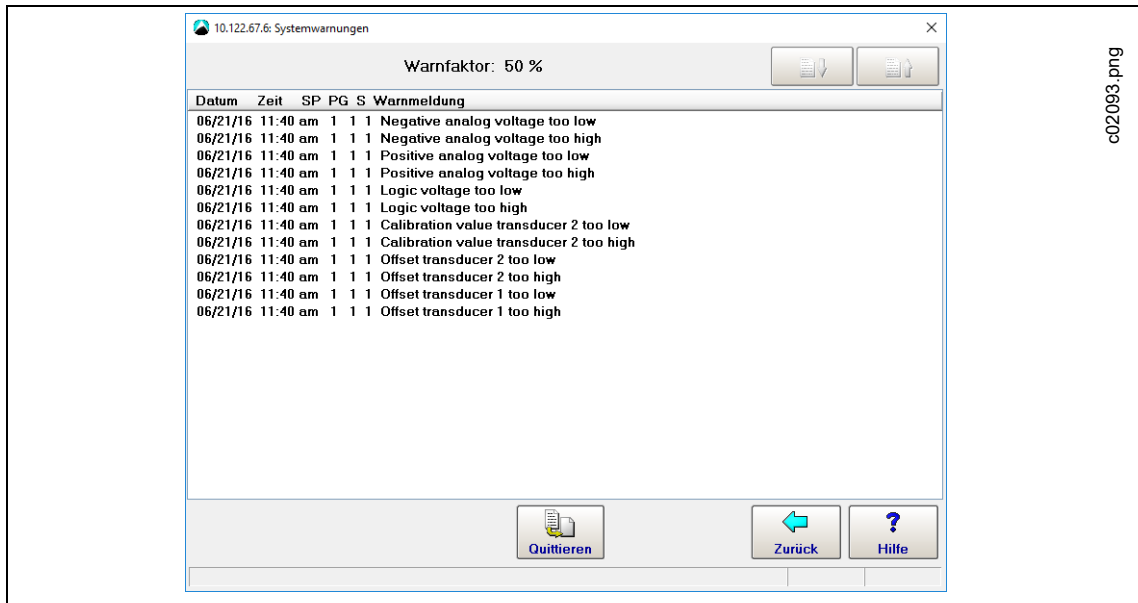 10.122.67.6: Systemwarnungen
Warnfaktor: 50 %
Datum Zeit SP PG S Warnmeldung
06/21/16 11:40 am 1 1 1 Negative analog voltage too low
06/21/16 11:40 am 1 1 1 Negative analog voltage too high
06/21/16 11:40 am 1 1 1 Positive analog voltage too low
06/21/16 11:40 am 1 1 1 Positive analog voltage too high
06/21/16 11:40 am 1 1 1 Logic voltage too low
06/21/16 11:40 am 1 1 1 Logic voltage too high
06/21/16 11:40 am 1 1 1 Calibration value transducer 2 too low
06/21/16 11:40 am 1 1 1 Calibration value transducer 2 too high
06/21/16 11:40 am 1 1 1 Offset transducer 2 too low
06/21/16 11:40 am 1 1 1 Offset transducer 2 too high
06/21/16 11:40 am 1 1 1 Offset transducer 1 too low
06/21/16 11:40 am 1 1 1 Offset transducer 1 too high
Quittieren
Zurück
?
Hilfe
c02093.png